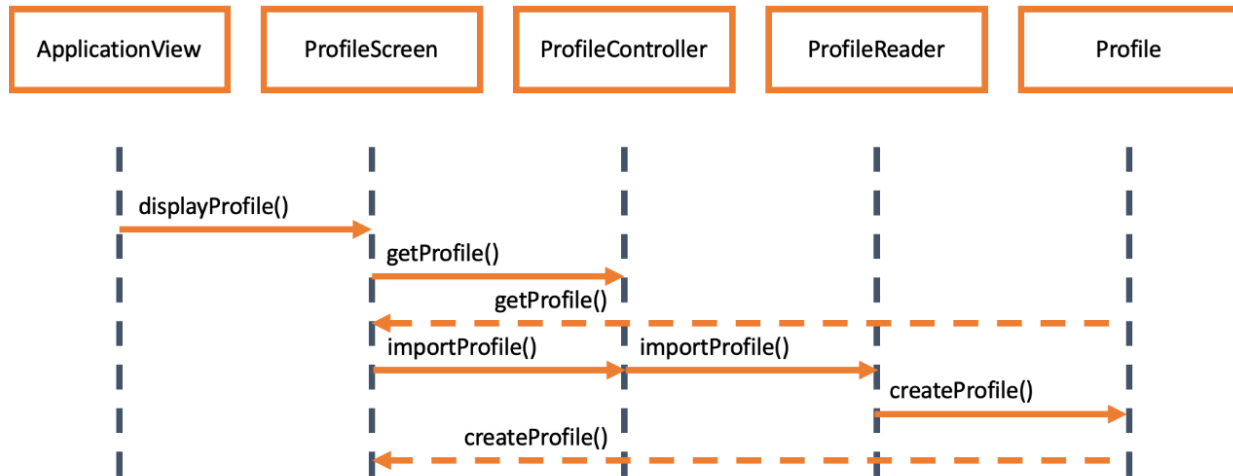 ApplicationView
ProfileScreen
ProfileController
ProfileReader
Profile
displayProfile()
getProfile()
getProfile()
importProfile()
importProfile()
createProfile()
createProfile()